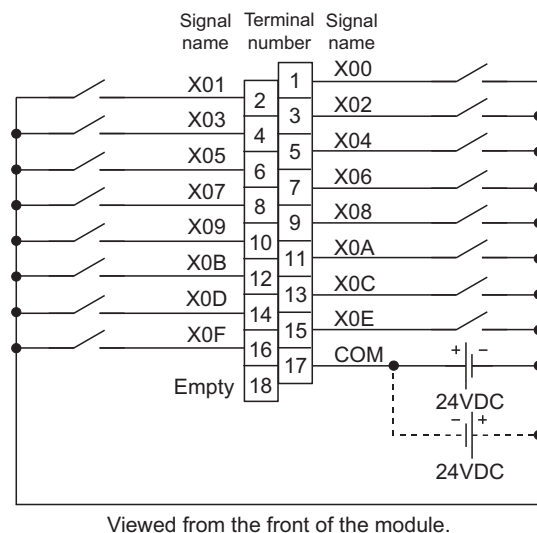 Signal name Terminal number Signal name
X00
1
X01
2
X02
3
X03
4
X04
5
X05
6
X06
7
X07
8
X08
9
X09
10
X0A
11
X0B
12
X0C
13
X0D
14
X0E
15
X0F
16
COM
17
+ −
Empty 18
24VDC
− +
24VDC
Viewed from the front of the module.